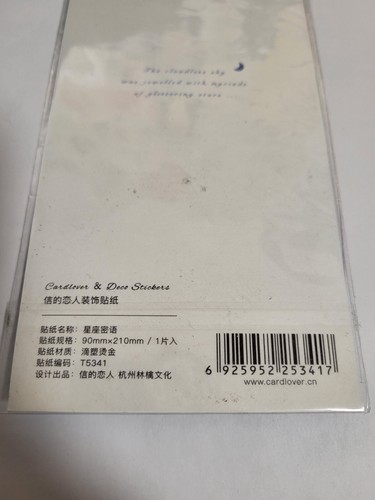 The cloudless sky
was jewelled with myriads
of glistening stars
Cardlover & Deco Stickers
信的恋人装饰贴纸
贴纸名称：星座密语
贴纸规格：90mm×210mm / 1片入
贴纸材质：滴塑烫金
贴纸编码：T5341
设计出品：信的恋人 杭州林檎文化
6 925952 253417
www.cardlover.cn